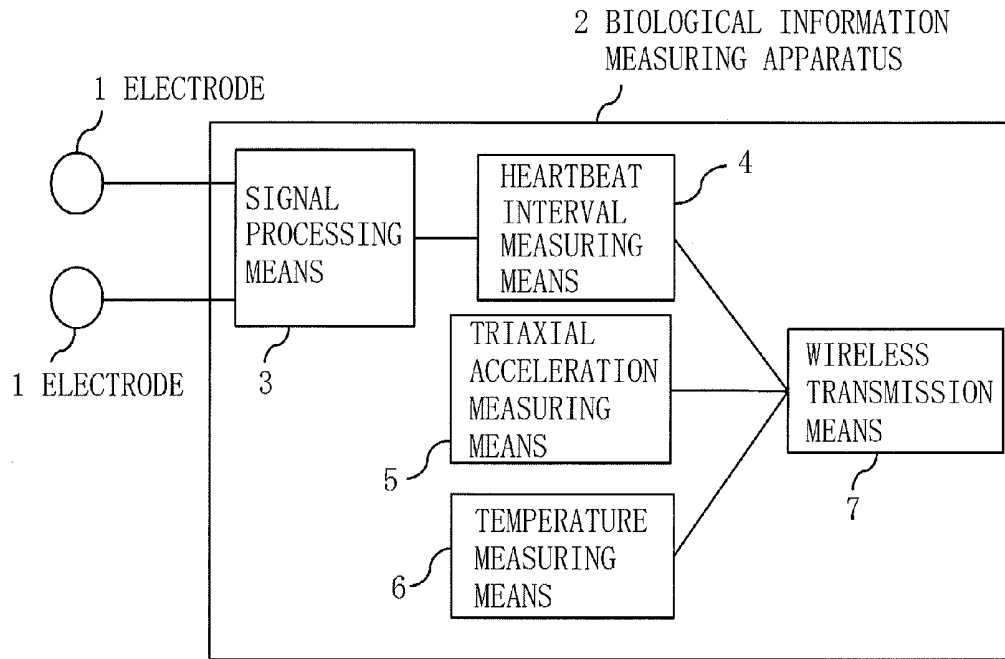 2 BIOLOGICAL INFORMATION
MEASURING APPARATUS
1 ELECTRODE
1 ELECTRODE
SIGNAL
PROCESSING
MEANS
3
HEARTBEAT
INTERVAL
MEASURING
MEANS
4
TRIAXIAL
ACCELERATION
MEASURING
MEANS
5
TEMPERATURE
MEASURING
MEANS
6
WIRELESS
TRANSMISSION
MEANS
7